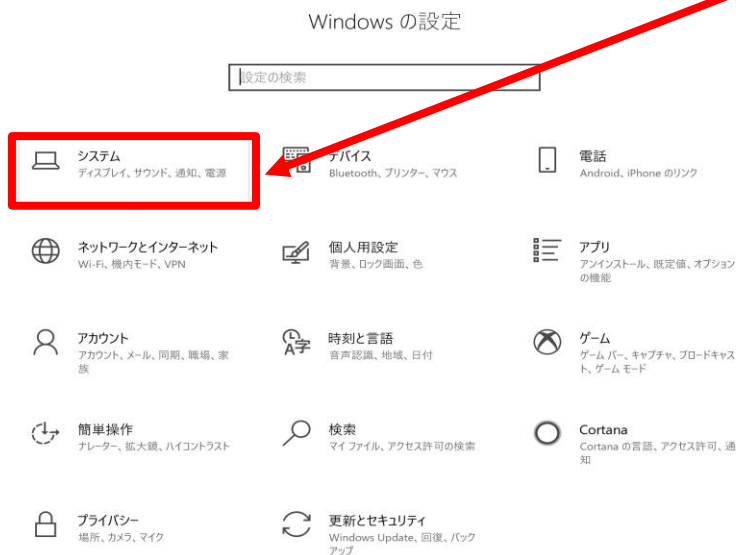 Windows の設定
設定の検索
システム
ディスプレイ、サウンド、通知、電源
デバイス
Bluetooth、プリンター、マウス
電話
Android、iPhone のリンク
ネットワークとインターネット
Wi-Fi、機内モード、VPN
個人用設定
背景、ロック画面、色
アプリ
アンインストール、既定値、オプション
の機能
アカウント
アカウント、メール、同期、職場、家
族
時刻と言語
音声認識、地域、日付
ゲーム
ゲーム バー、キャプチャ、ブロードキャス
ト、ゲーム モード
簡単操作
ナレーター、拡大鏡、ハイコントラスト
検索
マイ ファイル、アクセス許可の検索
Cortana
Cortana の言語、アクセス許可、通
知
プライバシー
場所、カメラ、マイク
更新とセキュリティ
Windows Update、回復、バック
アップ